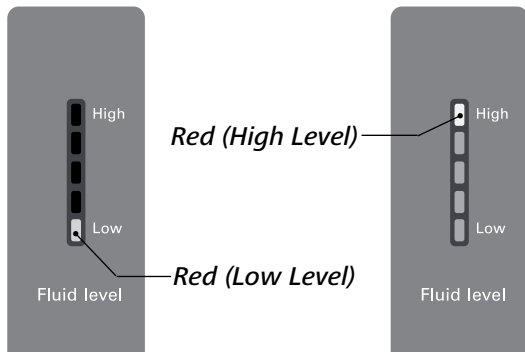 High
Low
Fluid level
Red (High Level)
Red (Low Level)
High
Low
Fluid level